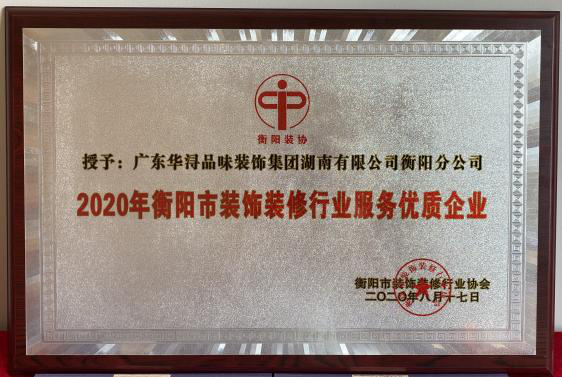 衡阳装协
授予：广东华浔品味装饰集团湖南有限公司衡阳分公司
2020年衡阳市装饰装修行业服务优质企业
衡阳市装饰装修行业协会
二〇二〇年八月十七日